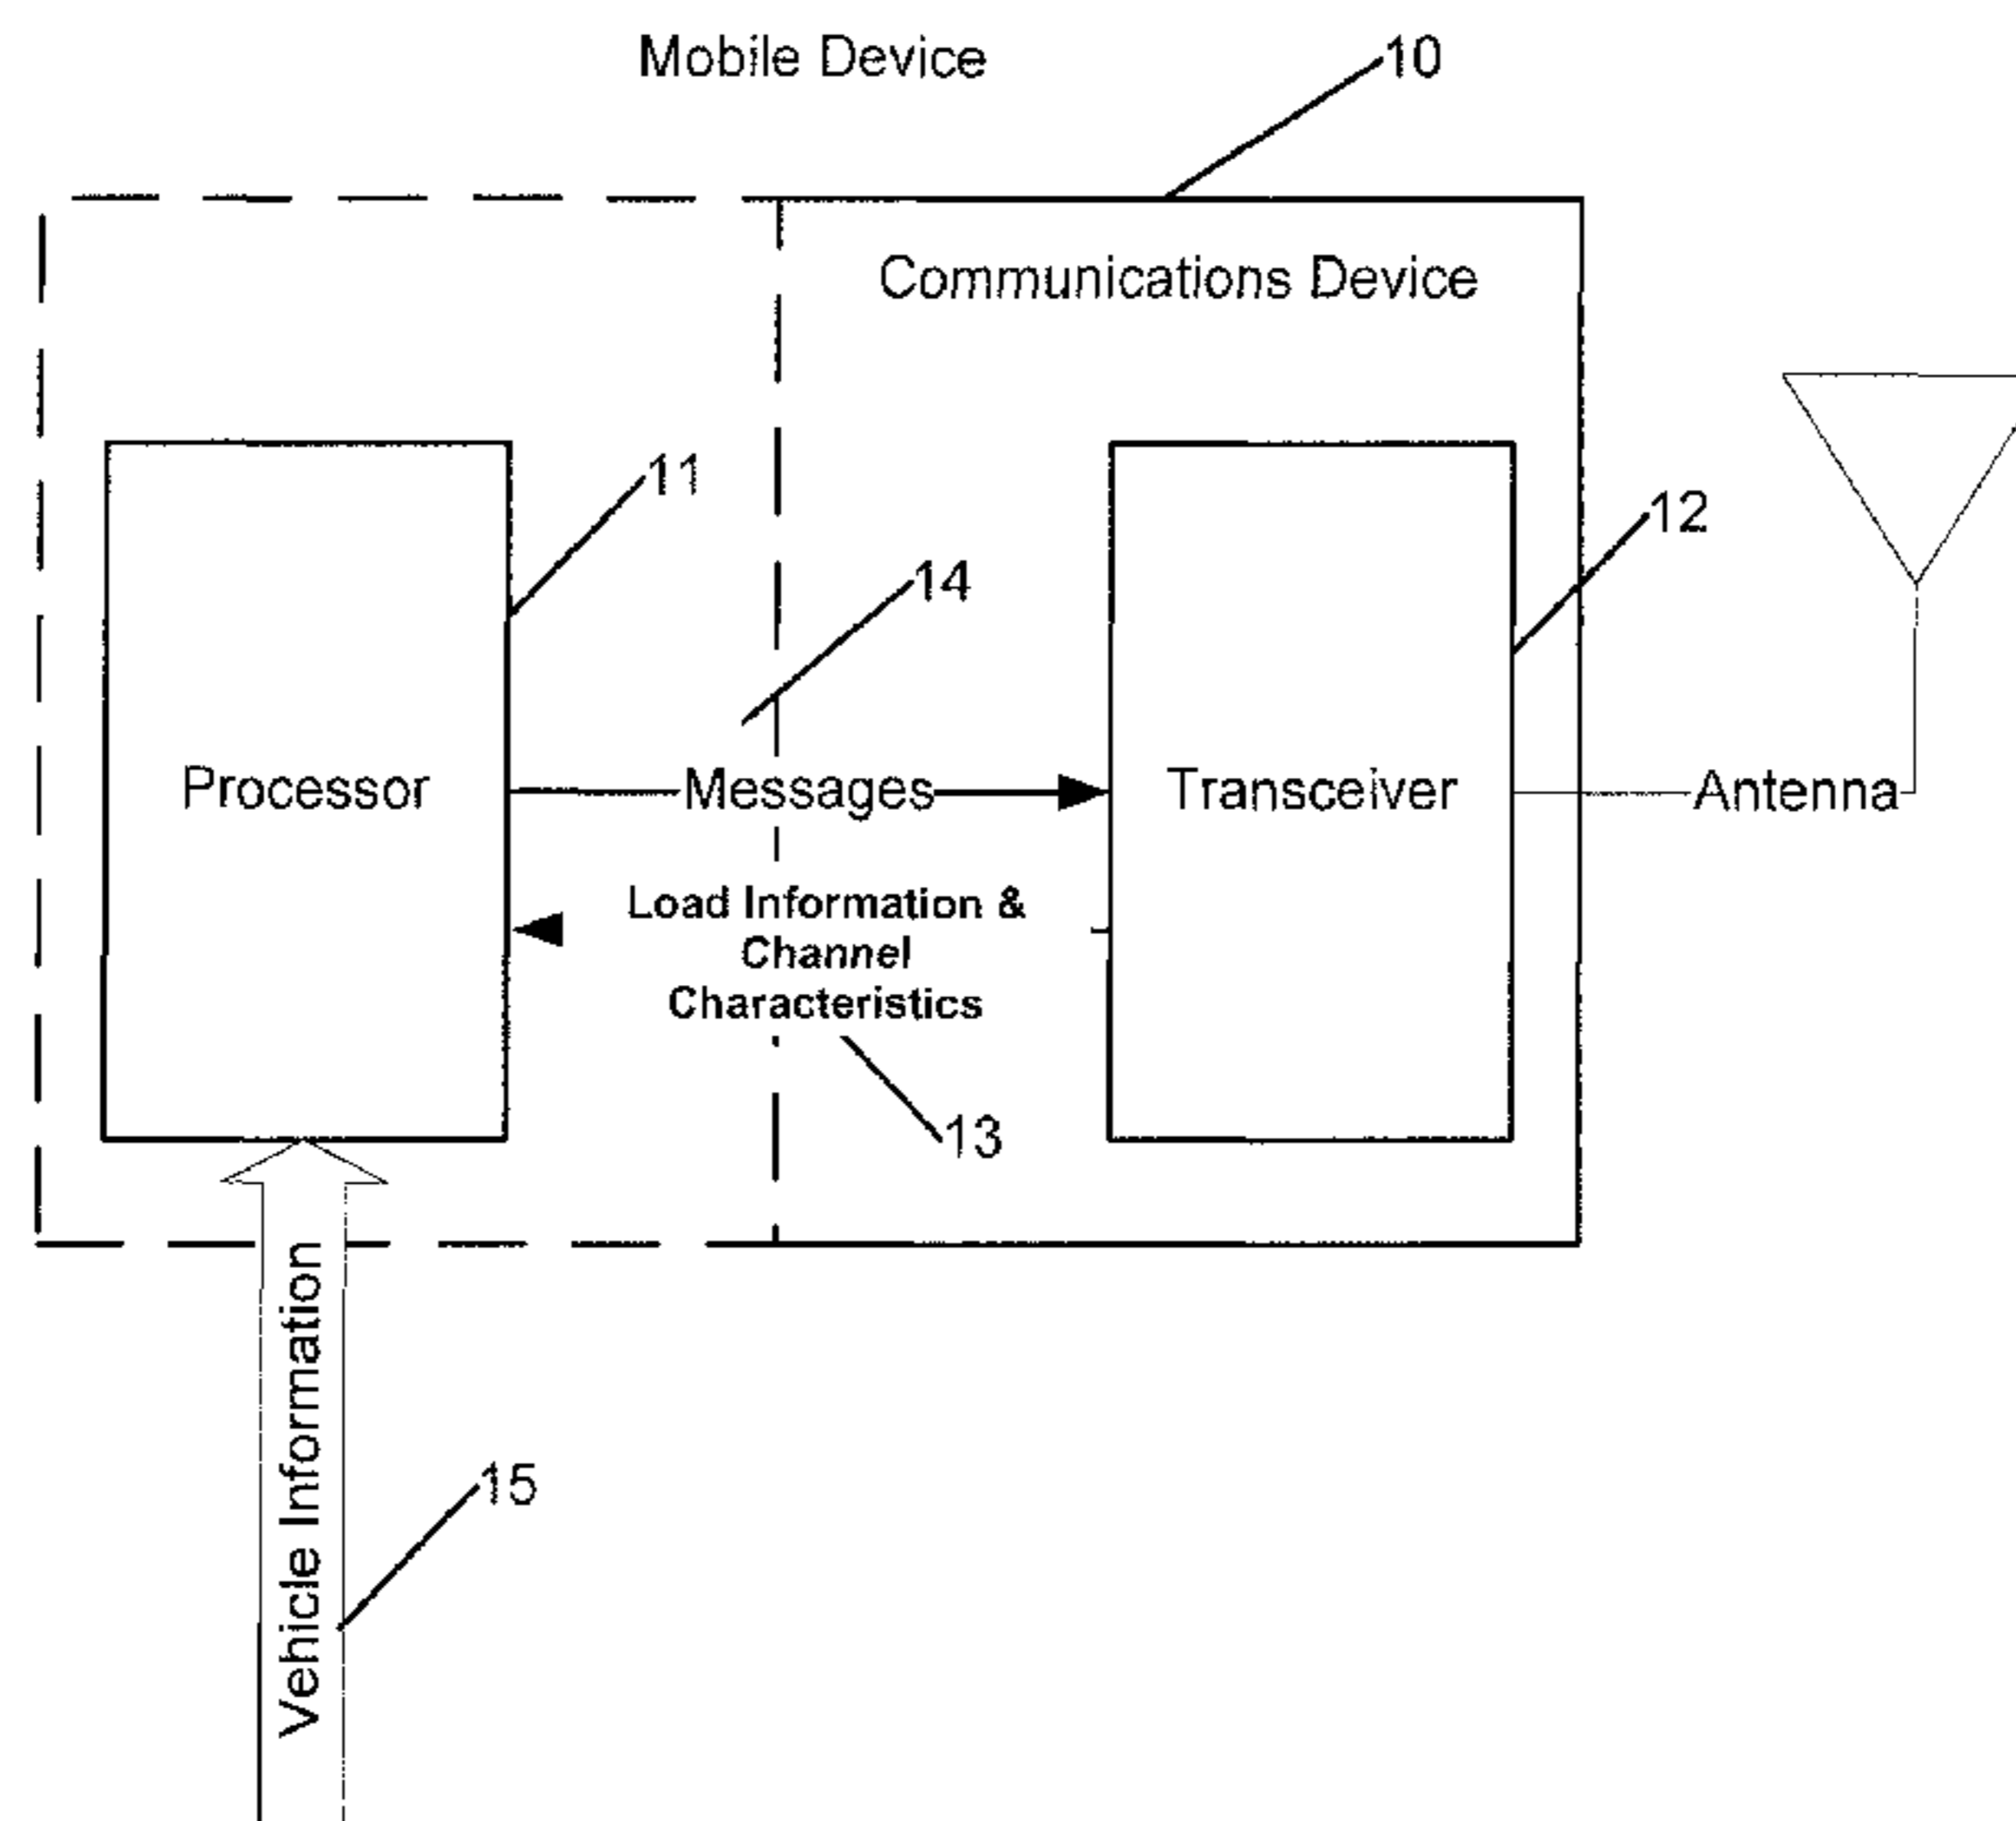 Mobile Device
10
Communications Device
11
12
14
Processor
Messages
Transceiver
Antenna
Load Information &
Channel
Characteristics
13
Vehicle Information
15